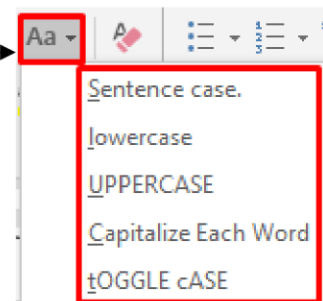 Aa
Sentence case.
lowercase
UPPERCASE
Capitalize Each Word
tOGGLE cASE